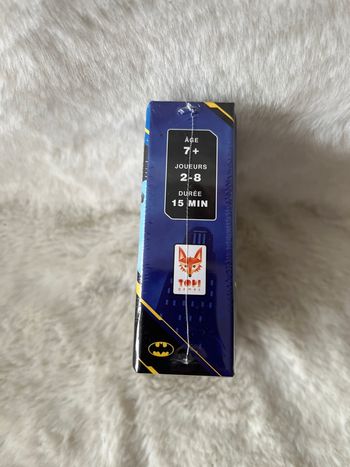 ÂGE
7+
JOUEURS
2-8
DURÉE
15 MIN
TOPI
games